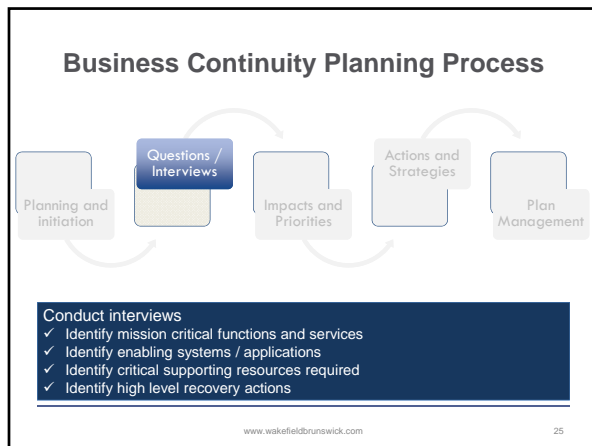 Business Continuity Planning Process
Planning and
initiation
Questions /
Interviews
Impacts and
Priorities
Actions and
Strategies
Plan
Management
Conduct interviews
✓ Identify mission critical functions and services
✓ Identify enabling systems / applications
✓ Identify critical supporting resources required
✓ Identify high level recovery actions
www.wakefieldbrunswick.com 25